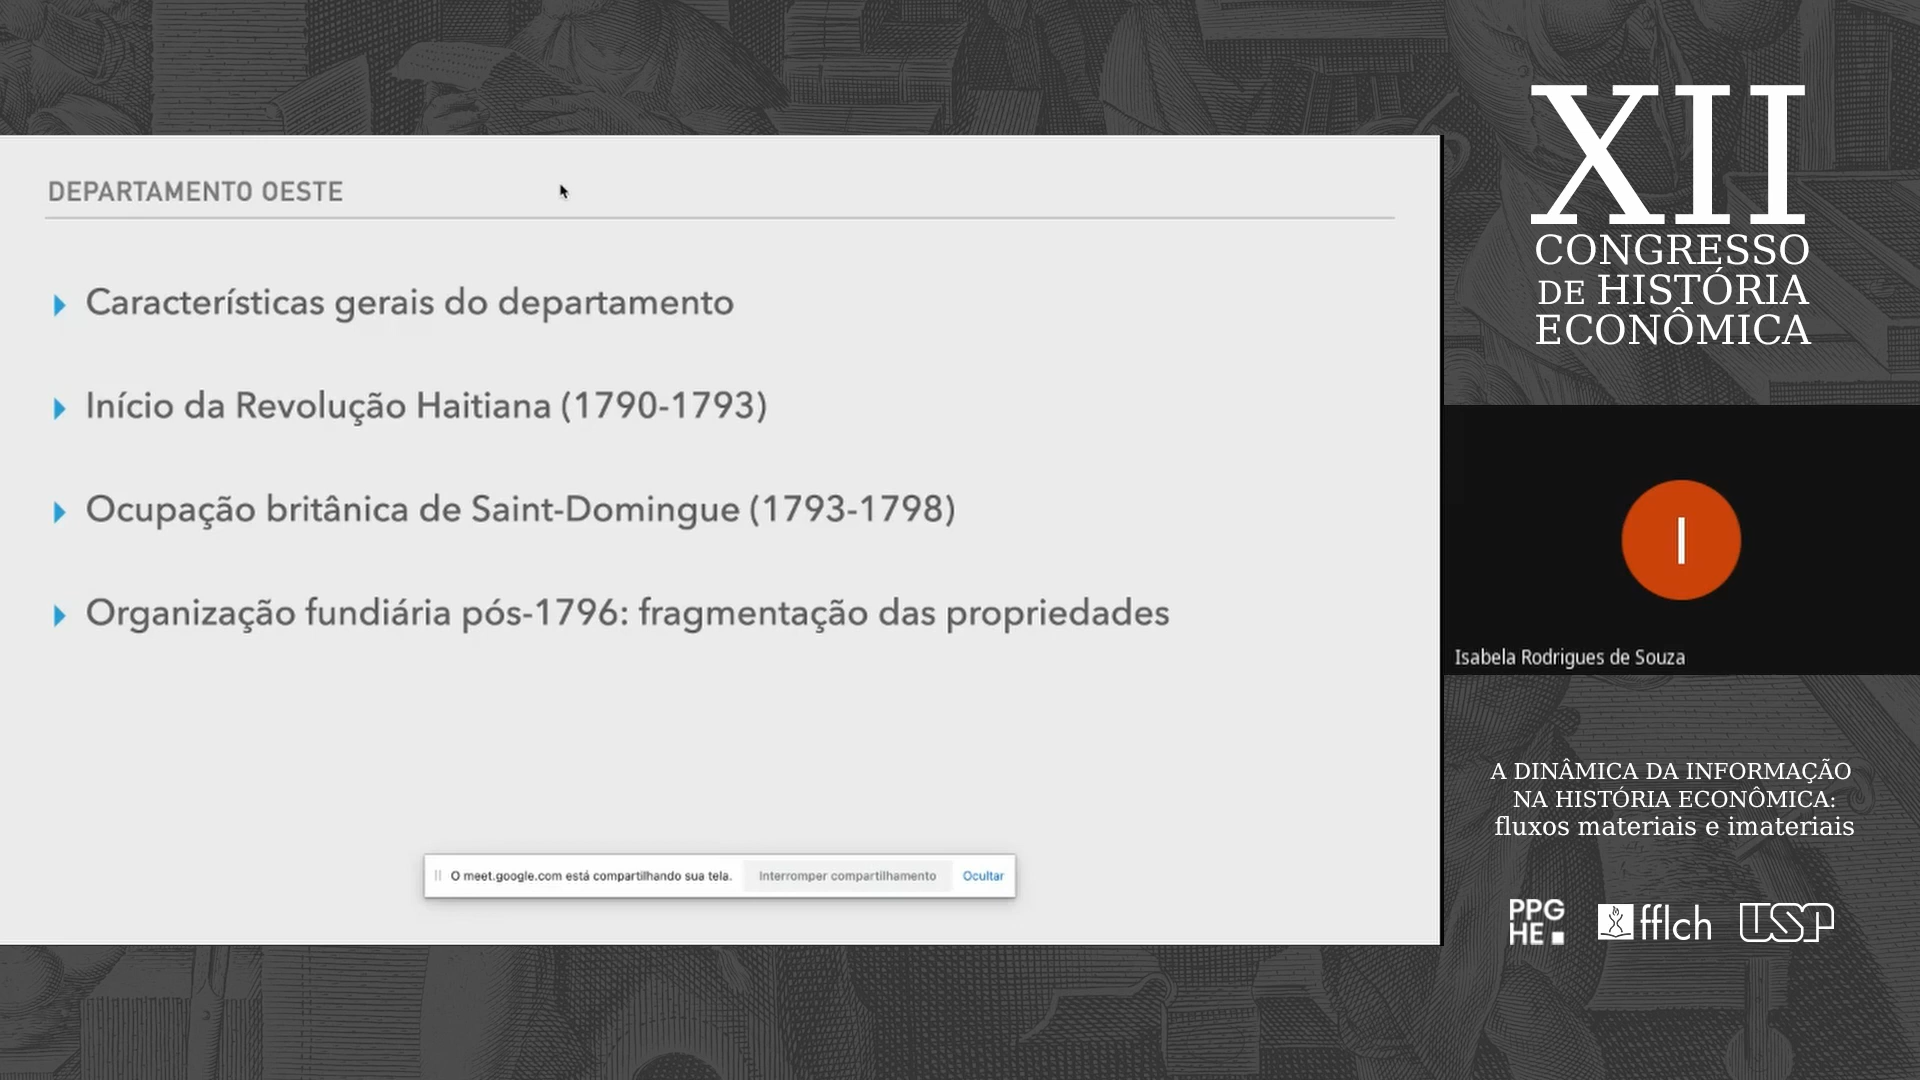 DEPARTAMENTO OESTE
Características gerais do departamento
Início da Revolução Haitiana (1790-1793)
Ocupação britânica de Saint-Domingue (1793-1798)
Organização fundiária pós-1796: fragmentação das propriedades
O meet.google.com está compartilhando sua tela. Interromper compartilhamento Ocultar
XII
CONGRESSO
DE HISTÓRIA
ECONÔMICA
I
Isabela Rodrigues de Souza
A DINÂMICA DA INFORMAÇÃO
NA HISTÓRIA ECONÔMICA:
fluxos materiais e imateriais
PPG
HE
fflch
USP